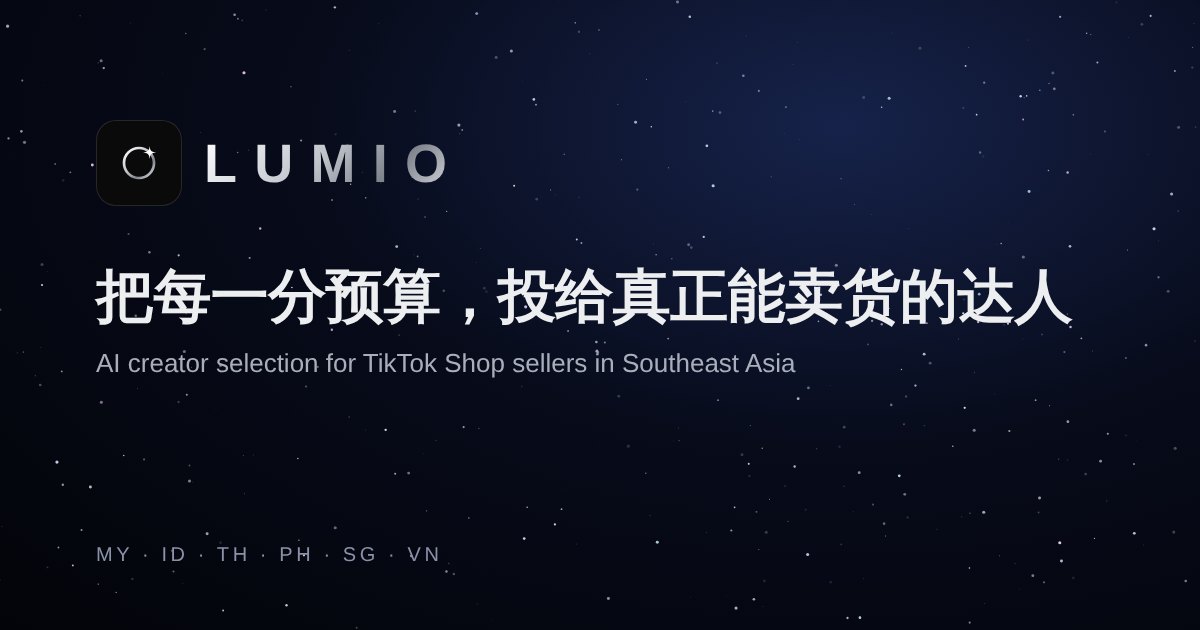 LUMIO
把每一分预算，投给真正能卖货的达人
AI creator selection for TikTok Shop sellers in Southeast Asia
MY · ID · TH · PH · SG · VN